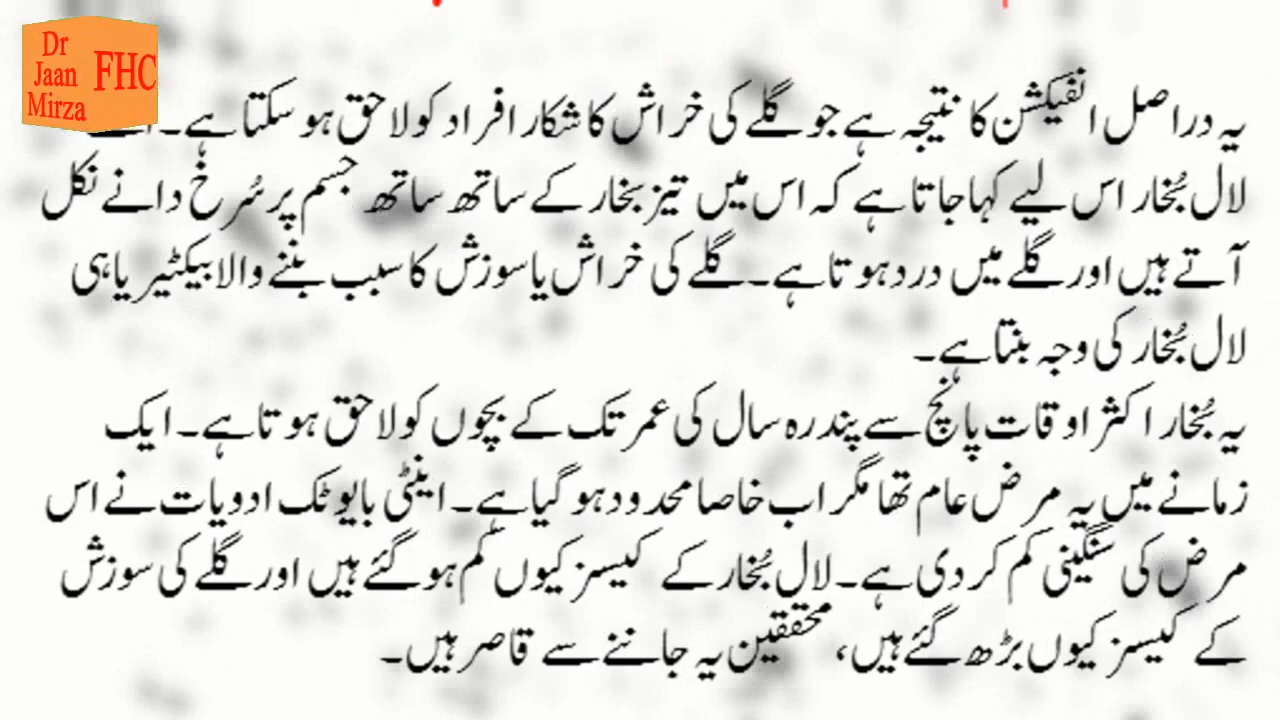 Dr
Jaan FHC
Mirza
یہ دراصل انفیکشن کا نتیجہ ہے جو گلے کی خراش کا شکار افراد کو لاحق ہو سکتا ہے۔
لال بُخار اس لیے کہا جاتا ہے کہ اس میں تیز بخار کے ساتھ ساتھ جسم پر سُرخ دانے نکل
آتے ہیں اور گلے میں درد ہوتا ہے۔ گلے کی خراش یا سوزش کا سبب بننے والا بیکٹیریا ہی
لال بُخار کی وجہ بنتا ہے۔
یہ بُخار اکثر اوقات پانچ سے پندرہ سال کی عمر تک کے بچوں کو لاحق ہوتا ہے۔ ایک
زمانے میں یہ مرض عام تھا مگر اب خاصا محدود ہو گیا ہے۔ اینٹی بایوٹک ادویات نے اس
مرض کی سنگینی کم کر دی ہے۔ لال بُخار کے کیسز کیوں کم ہو گئے ہیں اور گلے کی سوزش
کے کیسز کیوں بڑھ گئے ہیں، محققین یہ جاننے سے قاصر ہیں۔